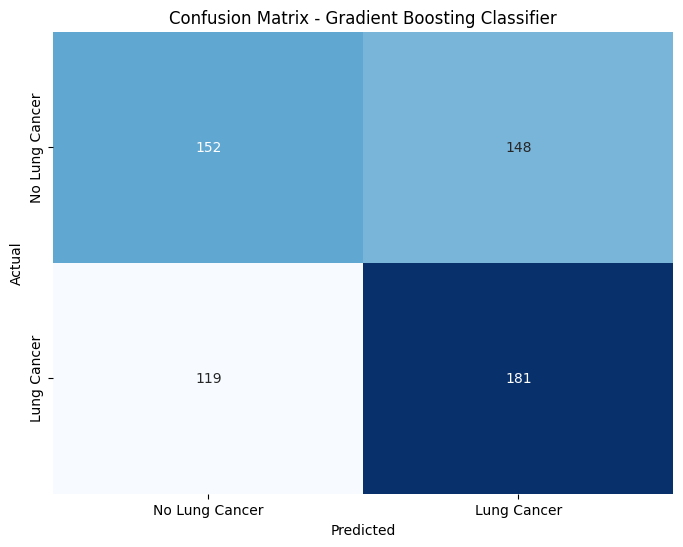 Confusion Matrix - Gradient Boosting Classifier
Actual
No Lung Cancer
152
148
Lung Cancer
119
181
No Lung Cancer
Lung Cancer
Predicted